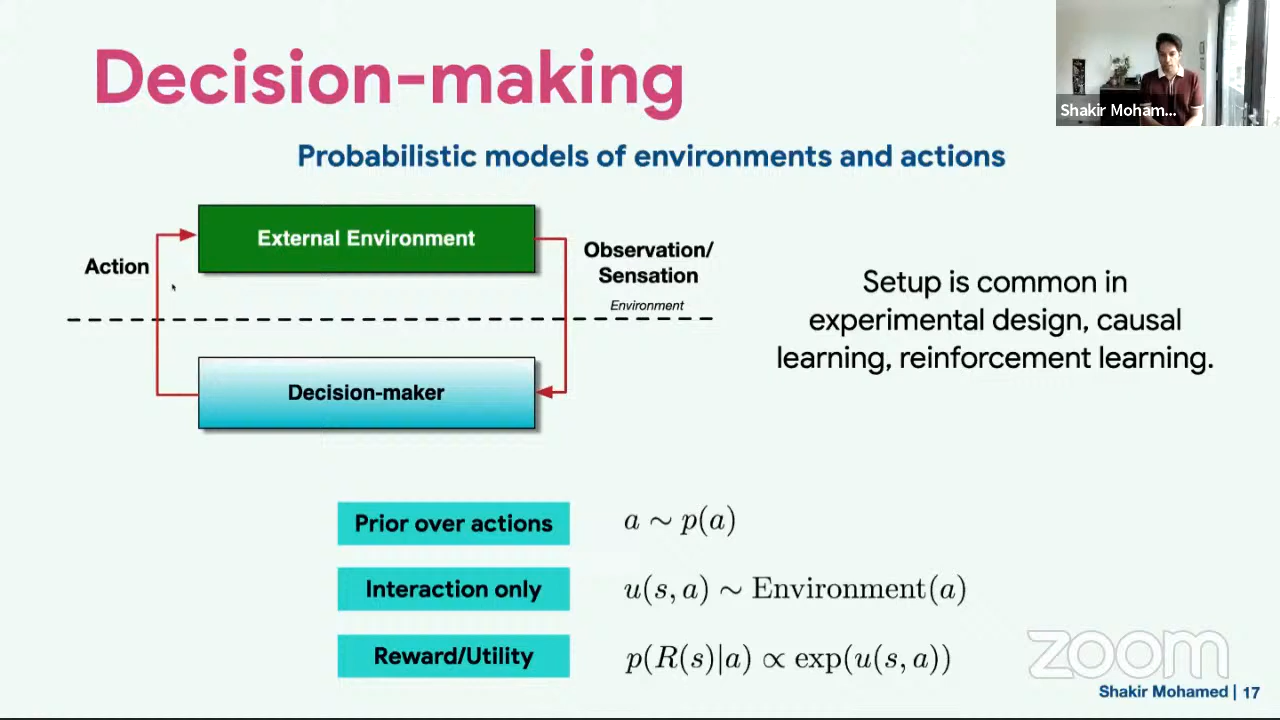 Decision-making
Shakir Moham...
Probabilistic models of environments and actions
External Environment
Action
Observation/
Sensation
Environment
Decision-maker
Setup is common in
experimental design, causal
learning, reinforcement learning.
Prior over actions
a ∼ p(a)
Interaction only
u(s, a) ∼ Environment(a)
Reward/Utility
p(R(s)|a) ∝ exp(u(s, a))
zoom
Shakir Mohamed | 17